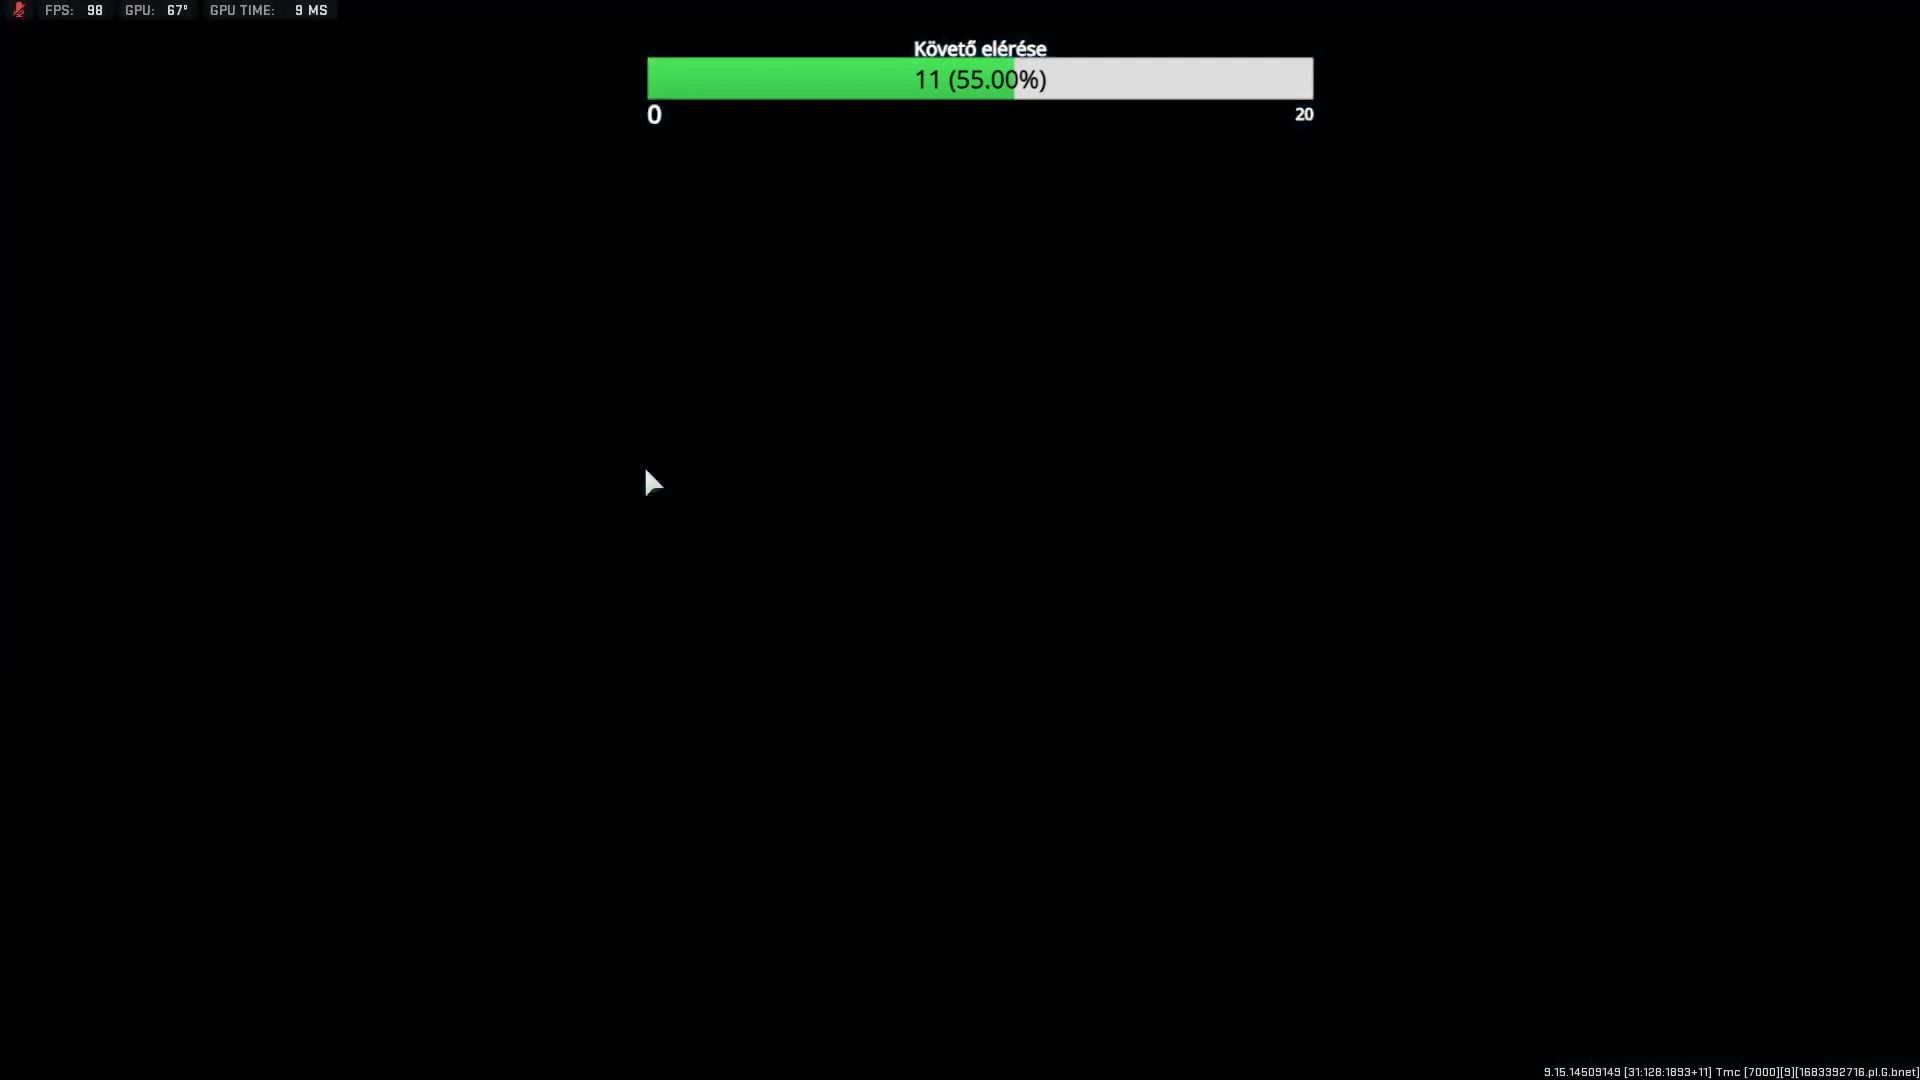 FPS: 98 GPU: 67° GPU TIME: 9 MS
Követő elérése
11 (55.00%)
0 20
9.15.14509149 [31:128:1893+11] Tmc [7000][9][1683392716.pl.G.bnet]